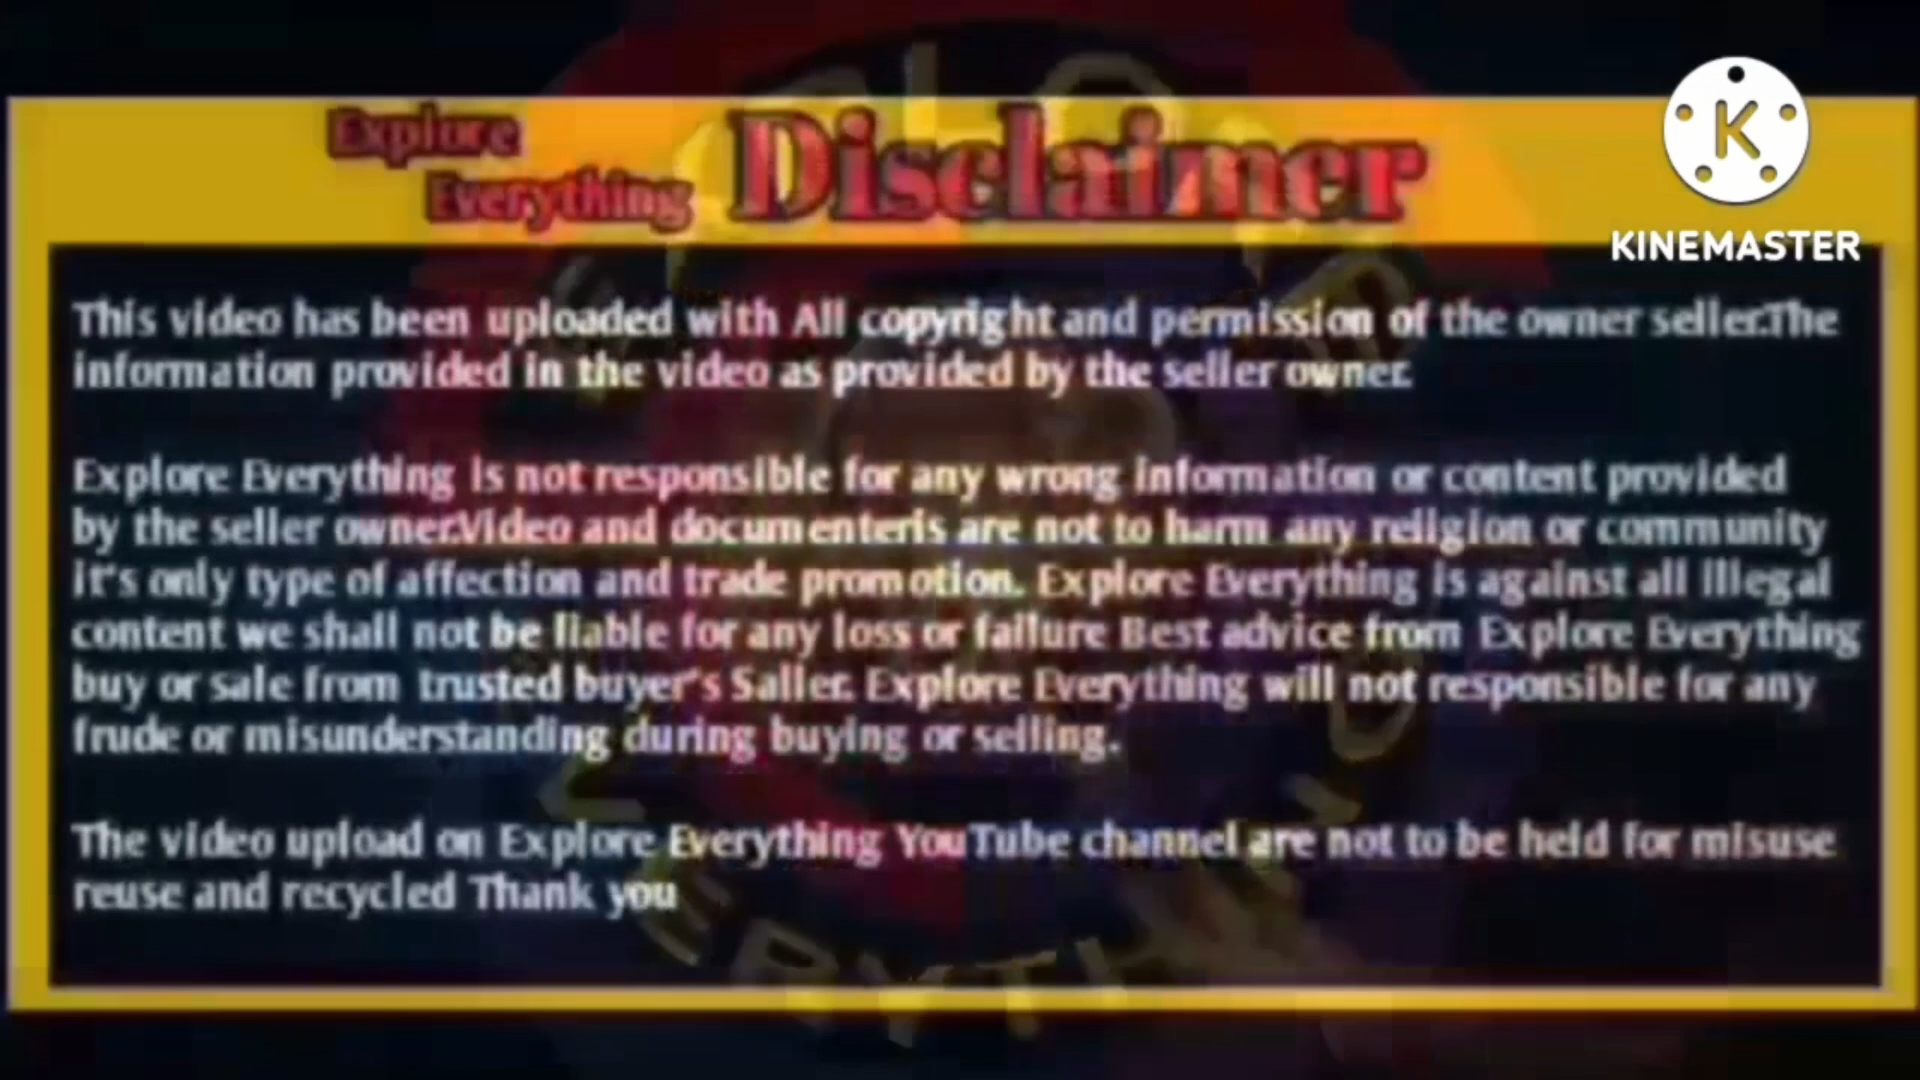 Explore
Everything
Disclaimer
KINEMASTER
This video has been uploaded with All copyright and permission of the owner seller.The
information provided in the video as provided by the seller owner.
Explore Everything is not responsible for any wrong information or content provided
by the seller owner.Video and documenteris are not to harm any religion or community
it's only type of affection and trade promotion. Explore Everything is against all illegal
content we shall not be liable for any loss or failure Best advice from Explore Everything
buy or sale from trusted buyer's Saller. Explore Everything will not responsible for any
frude or misunderstanding during buying or selling.
The video upload on Explore Everything YouTube channel are not to be held for misuse
reuse and recycled Thank you